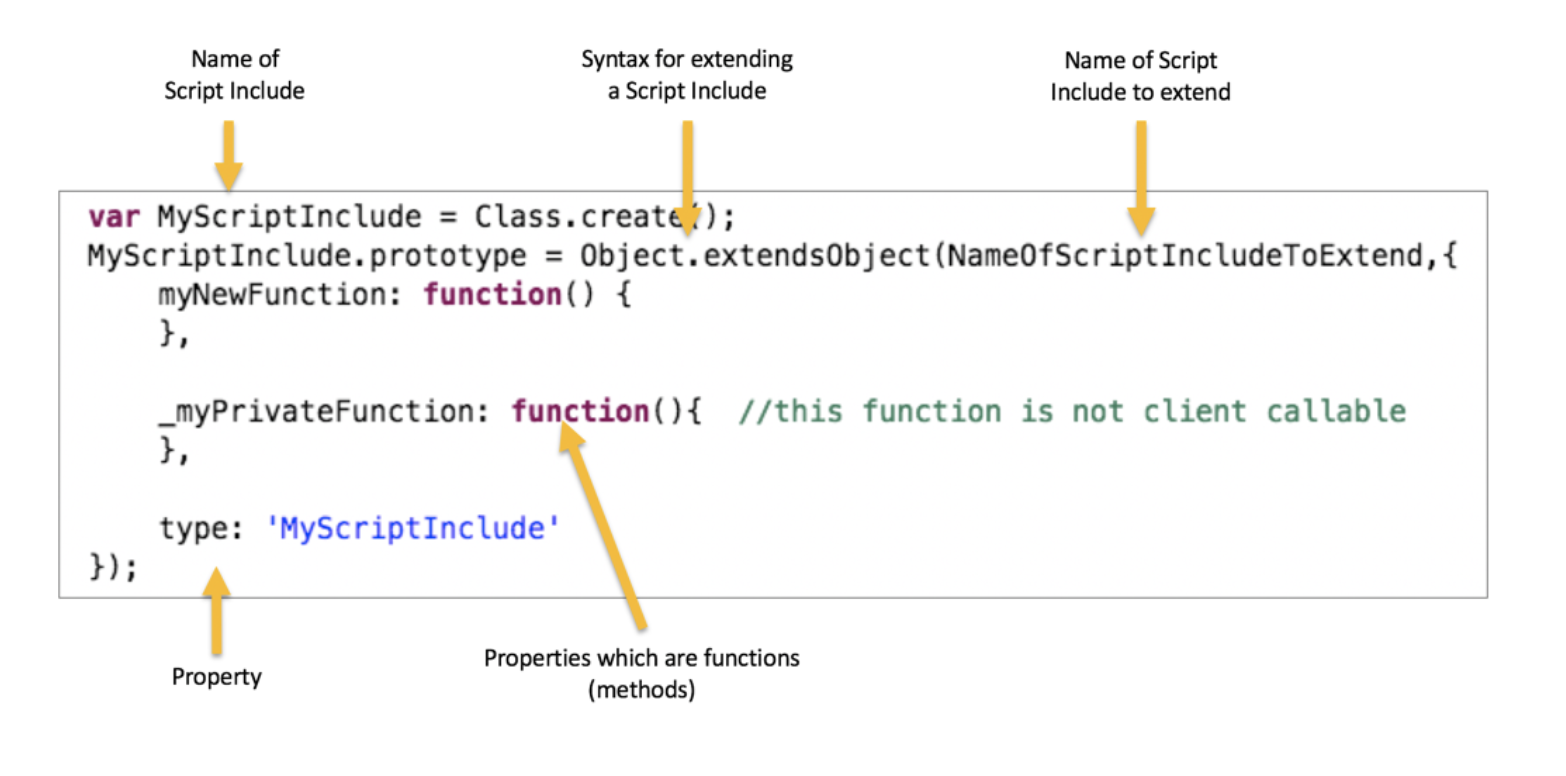 Name of
Script Include
Syntax for extending
a Script Include
Name of Script
Include to extend
var MyScriptInclude = Class.create();
MyScriptInclude.prototype = Object.extendsObject(NameOfScriptIncludeToExtend,{
    myNewFunction: function() {
    },
    _myPrivateFunction: function(){  //this function is not client callable
    },
    type: 'MyScriptInclude'
});
Property
Properties which are functions
(methods)